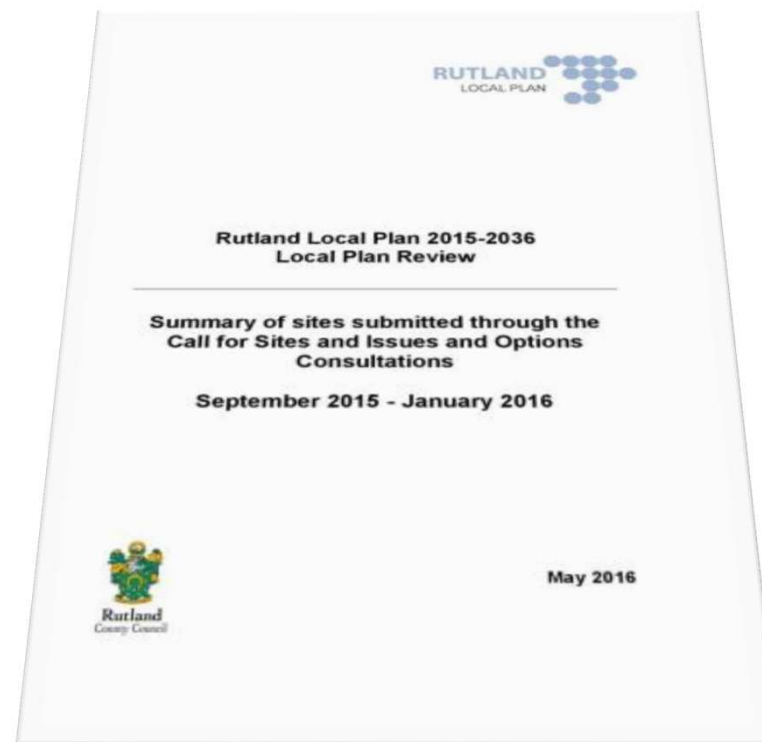 RUTLAND
LOCAL PLAN
Rutland Local Plan 2015-2036
Local Plan Review
Summary of sites submitted through the
Call for Sites and Issues and Options
Consultations
September 2015 - January 2016
May 2016
Rutland
County Council